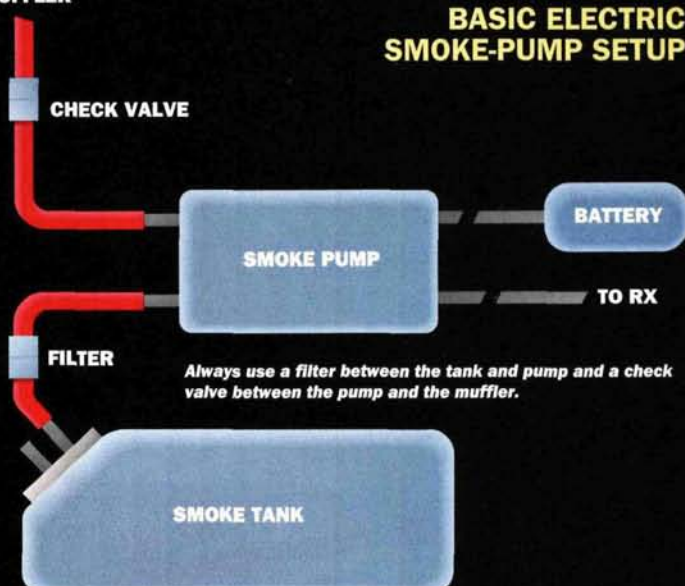 BASIC ELECTRIC
SMOKE-PUMP SETUP
CHECK VALVE
SMOKE PUMP
BATTERY
TO RX
FILTER
Always use a filter between the tank and pump and a check
valve between the pump and the muffler.
SMOKE TANK